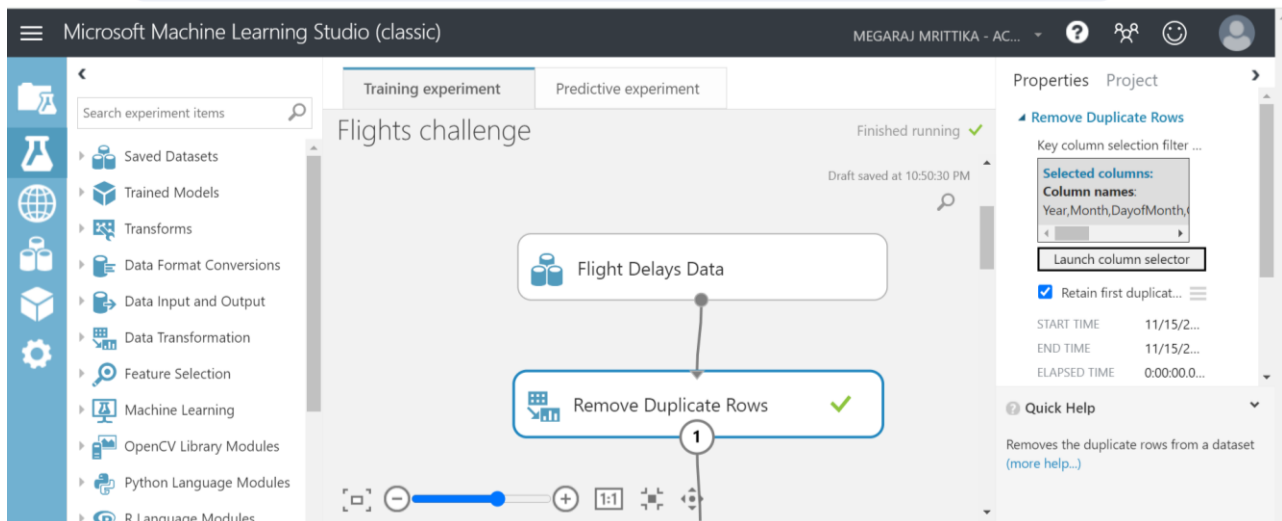 Microsoft Machine Learning Studio (classic)
MEGARAJ MRITTIKA - AC...
?
Search experiment items
Saved Datasets
Trained Models
Transforms
Data Format Conversions
Data Input and Output
Data Transformation
Feature Selection
Machine Learning
OpenCV Library Modules
Python Language Modules
R Language Modules
Training experiment
Predictive experiment
Flights challenge
Finished running
Draft saved at 10:50:30 PM
Flight Delays Data
Remove Duplicate Rows
1
1:1
Properties Project
Remove Duplicate Rows
Key column selection filter ...
Selected columns:
Column names:
Year,Month,DayofMonth,
Launch column selector
Retain first duplicat...
START TIME 11/15/2...
END TIME 11/15/2...
ELAPSED TIME 0:00:00.0...
? Quick Help
Removes the duplicate rows from a dataset
(more help...)